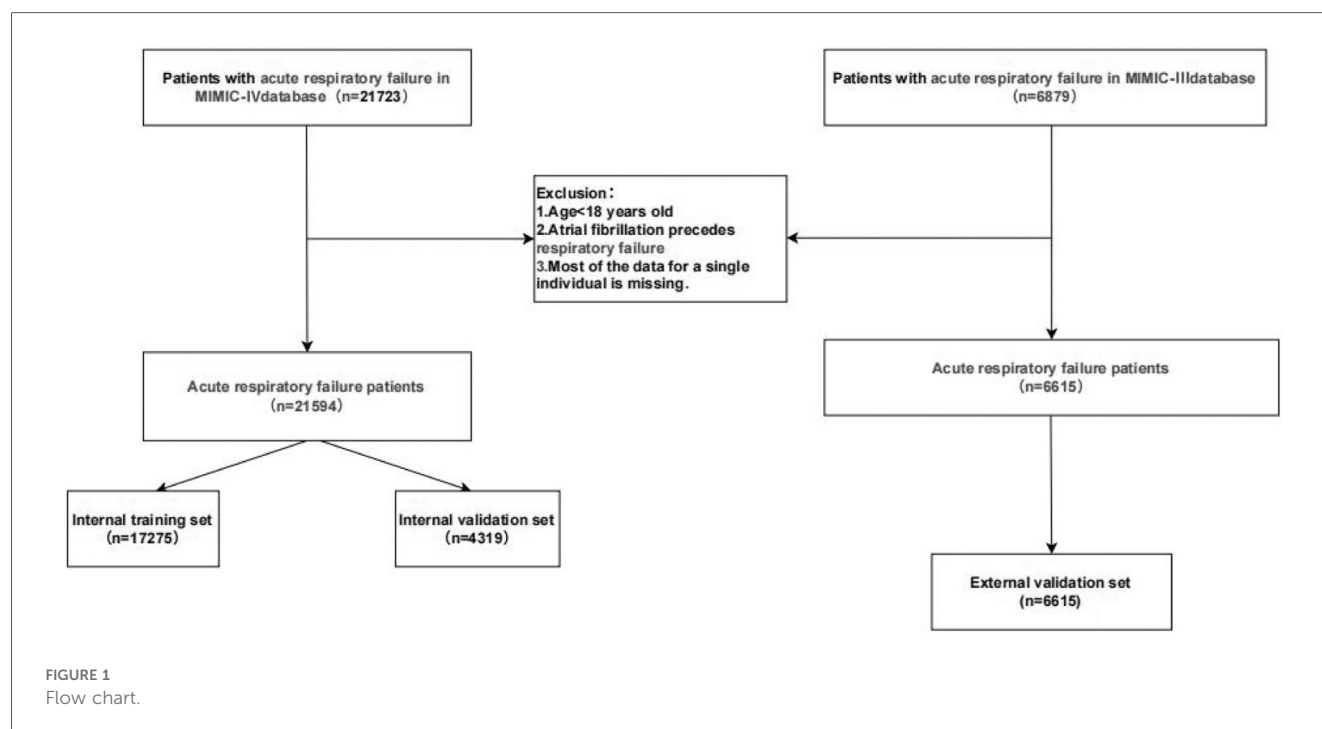 Patients with acute respiratory failure in
MIMIC-IVdatabase（n=21723）
Patients with acute respiratory failure in MIMIC-IIIdatabase
（n=6879）
Exclusion：
1.Age<18 years old
2.Atrial fibrillation precedes
respiratory failure
3.Most of the data for a single
individual is missing.
Acute respiratory failure patients
（n=21594）
Acute respiratory failure patients
（n=6615）
Internal training set
（n=17275）
Internal validation set
（n=4319）
External validation set
(n=6615)
FIGURE 1
Flow chart.